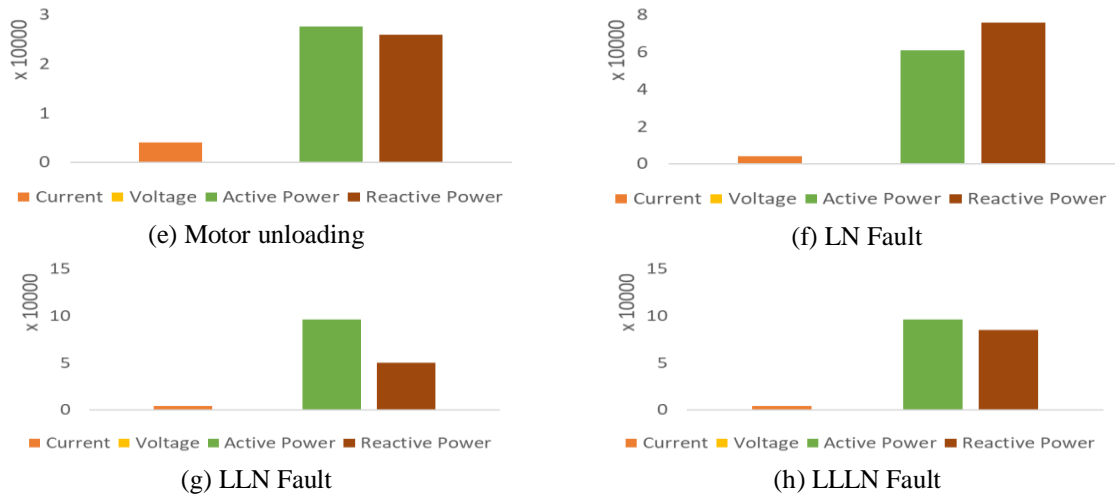 3
2
1
0
x 10000
Current Voltage Active Power Reactive Power
(e) Motor unloading
8
6
4
2
0
x 10000
Current Voltage Active Power Reactive Power
(f) LN Fault
15
10
5
0
x 10000
Current Voltage Active Power Reactive Power
(g) LLN Fault
15
10
5
0
x 10000
Current Voltage Active Power Reactive Power
(h) LLLN Fault